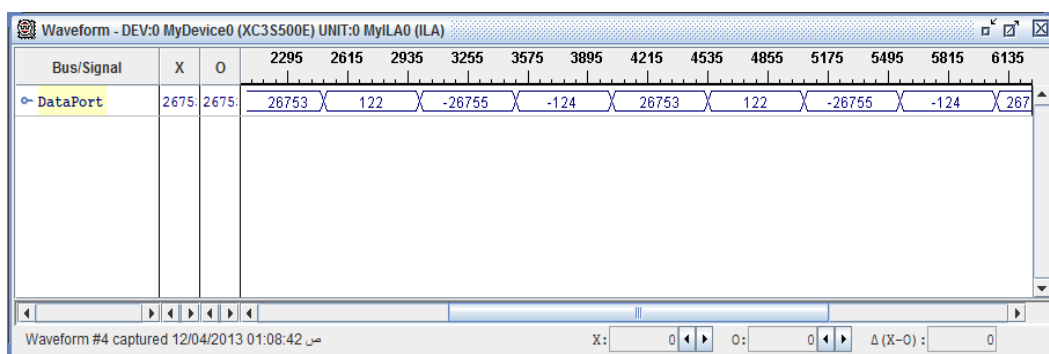 Waveform - DEV:0 MyDevice0 (XC3S500E) UNIT:0 MyILA0 (ILA)
Bus/Signal X O 2295 2615 2935 3255 3575 3895 4215 4535 4855 5175 5495 5815 6135
DataPort 2675 2675 26753 122 -26755 -124 26753 122 -26755 -124 267
Waveform #4 captured 12/04/2013 01:08:42 ص X: 0 O: 0 Δ(X-O) : 0